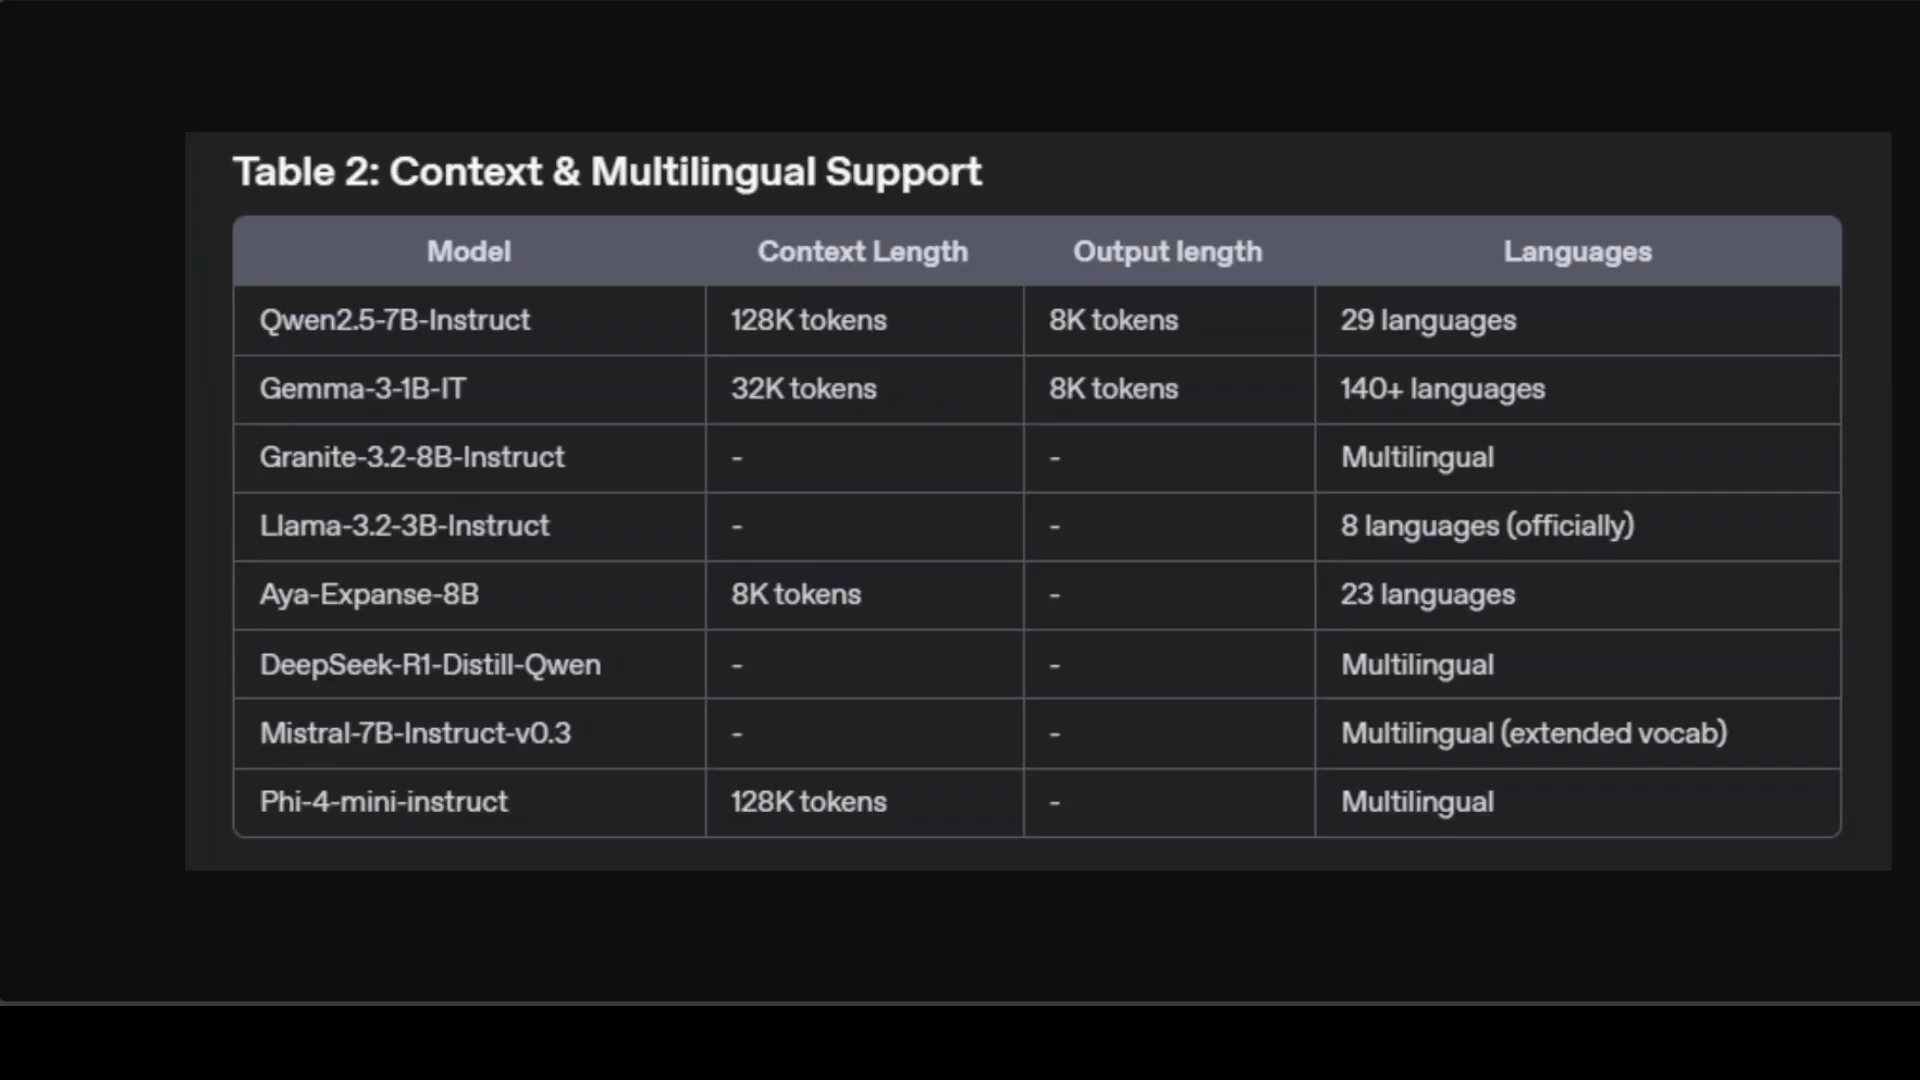 Table 2: Context & Multilingual Support
Model Context Length Output length Languages
Qwen2.5-7B-Instruct 128K tokens 8K tokens 29 languages
Gemma-3-1B-IT 32K tokens 8K tokens 140+ languages
Granite-3.2-8B-Instruct - - Multilingual
Llama-3.2-3B-Instruct - - 8 languages (officially)
Aya-Expanse-8B 8K tokens - 23 languages
DeepSeek-R1-Distill-Qwen - - Multilingual
Mistral-7B-Instruct-v0.3 - - Multilingual (extended vocab)
Phi-4-mini-instruct 128K tokens - Multilingual